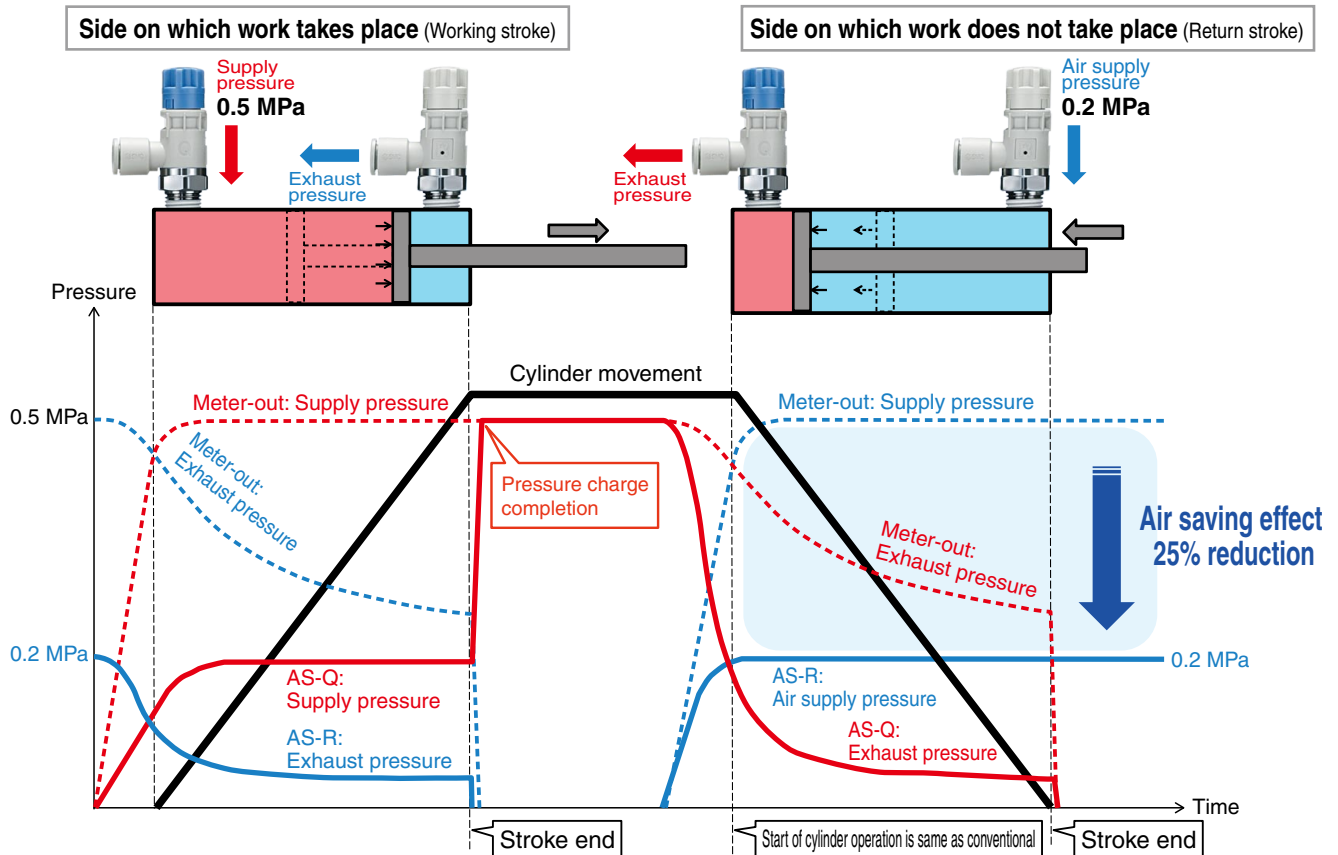 Side on which work takes place (Working stroke)
Side on which work does not take place (Return stroke)
Supply
pressure
0.5 MPa
Exhaust
pressure
Exhaust
pressure
Air supply
pressure
0.2 MPa
Pressure
Cylinder movement
0.5 MPa
Meter-out: Supply pressure
Meter-out: Supply pressure
Meter-out:
Exhaust pressure
Pressure charge
completion
Meter-out:
Exhaust pressure
Air saving effect
25% reduction
0.2 MPa
0.2 MPa
AS-Q:
Supply pressure
AS-R:
Air supply pressure
AS-R:
Exhaust pressure
AS-Q:
Exhaust pressure
Time
Stroke end
Start of cylinder operation is same as conventional
Stroke end